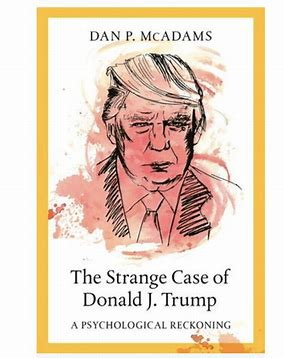 DAN P. McADAMS
The Strange Case of
Donald J. Trump
A PSYCHOLOGICAL RECKONING